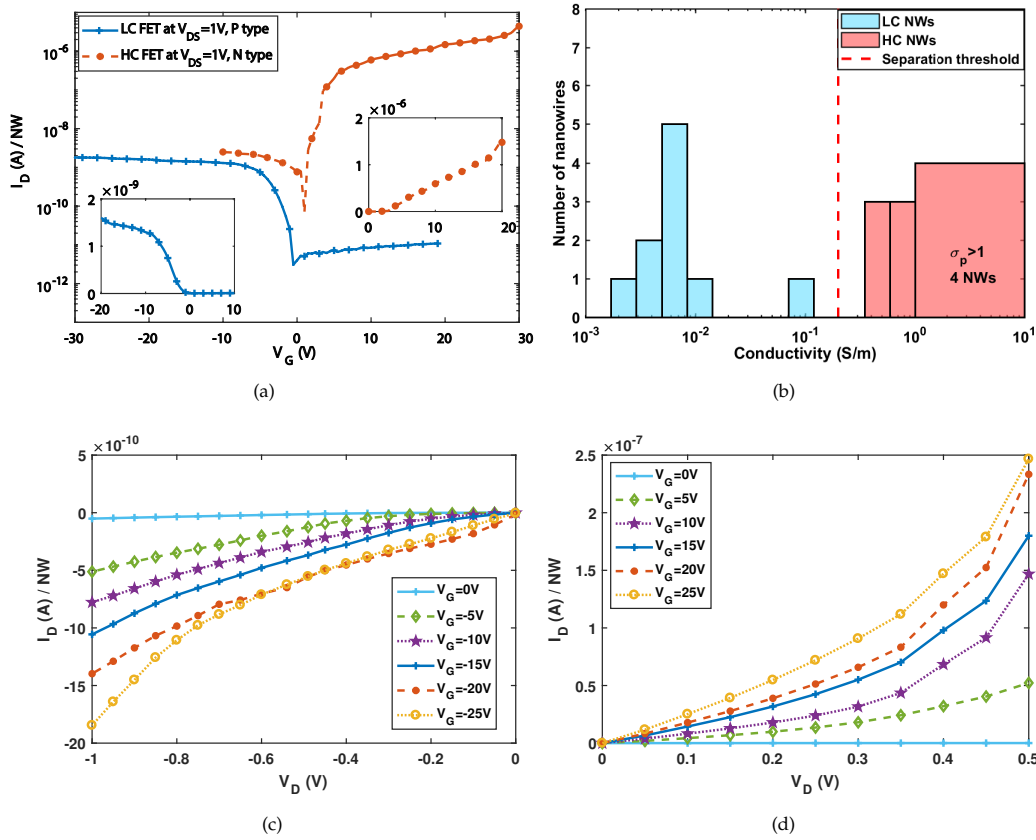 LC FET at V_DS=1V, P type
HC FET at V_DS=1V, N type
I_D (A) / NW
10^-6
10^-8
10^-10
10^-12
×10^-9
2
1
0
-20 -10 0 10
×10^-6
2
1
0
0 10 20
-30 -20 -10 0 10 20 30
V_G (V)
(a)
LC NWs
HC NWs
Separation threshold
Number of nanowires
8
7
6
5
4
3
2
1
0
σ_p>1
4 NWs
10^-3 10^-2 10^-1 10^0 10^1
Conductivity (S/m)
(b)
×10^-10
I_D (A) / NW
5
0
-5
-10
-15
-20
V_G=0V
V_G=-5V
V_G=-10V
V_G=-15V
V_G=-20V
V_G=-25V
-1 -0.8 -0.6 -0.4 -0.2 0
V_D (V)
(c)
×10^-7
I_D (A) / NW
2.5
2
1.5
1
0.5
0
V_G=0V
V_G=5V
V_G=10V
V_G=15V
V_G=20V
V_G=25V
0 0.1 0.2 0.3 0.4 0.5
V_D (V)
(d)